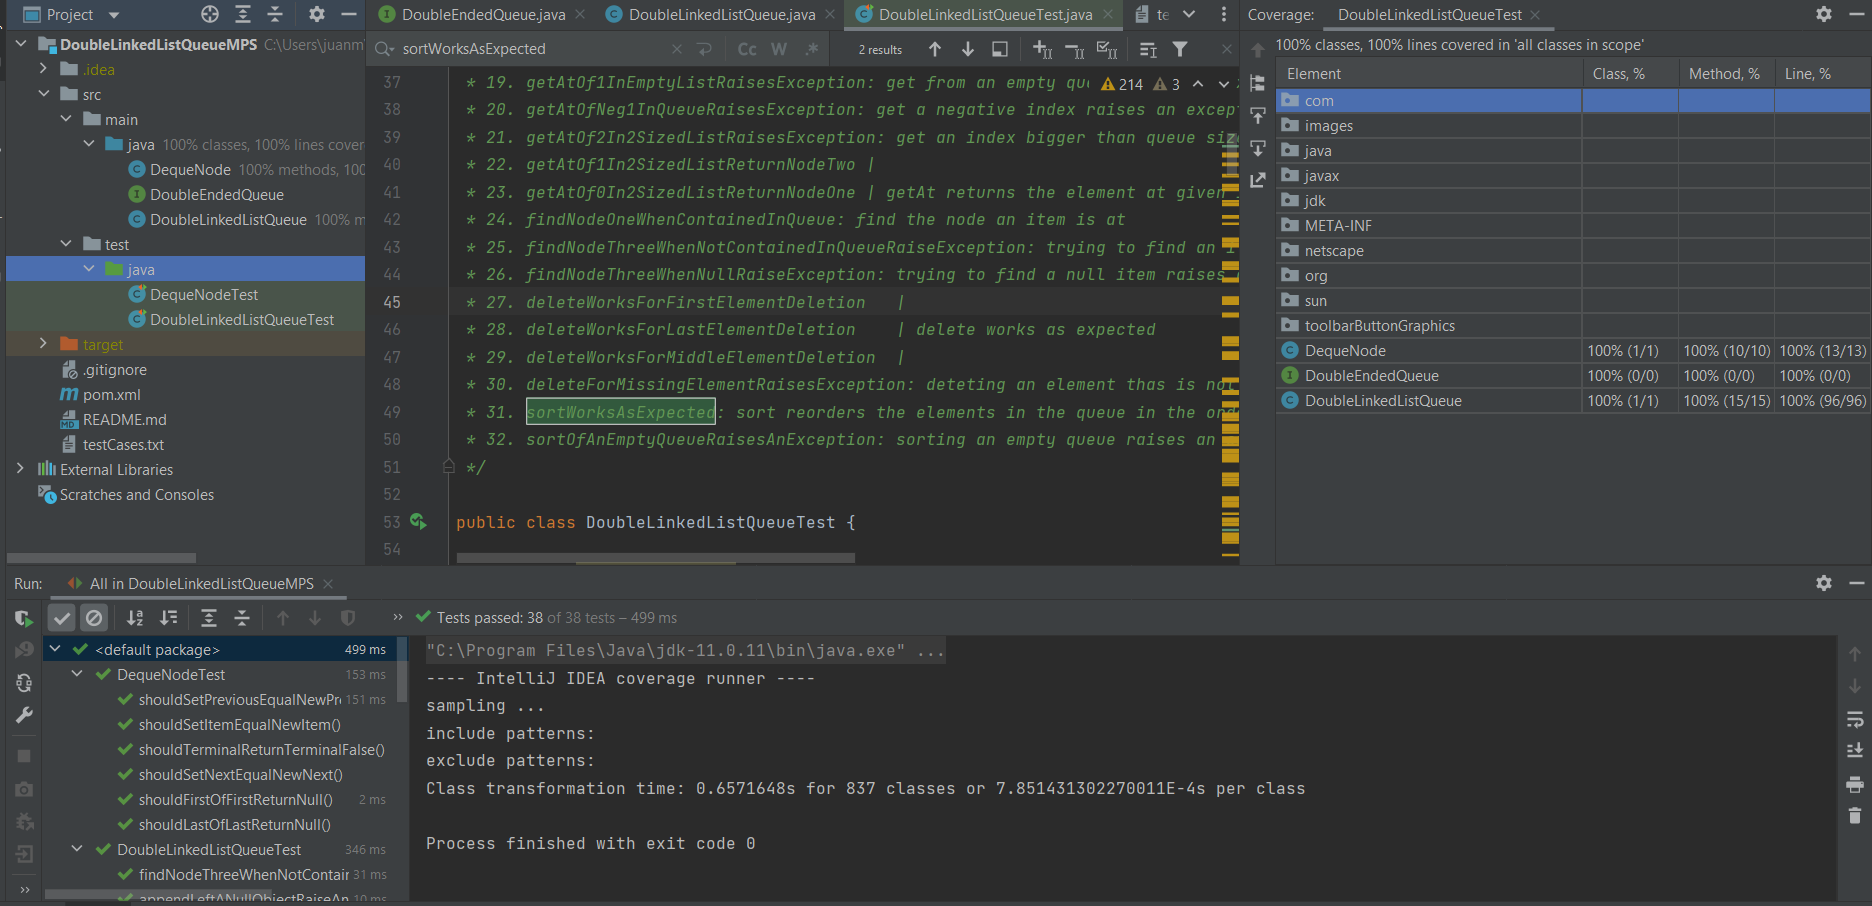 Project
DoubleEndedQueue.java
DoubleLinkedListQueue.java
DoubleLinkedListQueueTest.java
te
Coverage:
DoubleLinkedListQueueTest
DoubleLinkedListQueueMPS C:\Users\juanm
.idea
src
main
java 100% classes, 100% lines cover
DequeNode 100% methods, 100
DoubleEndedQueue
DoubleLinkedListQueue 100% m
test
java
DequeNodeTest
DoubleLinkedListQueueTest
target
.gitignore
pom.xml
README.md
testCases.txt
External Libraries
Scratches and Consoles
sortWorksAsExpected
Cc W .*
2 results
214 3
37 * 19. getAtOf1InEmptyListRaisesException: get from an empty qu
38 * 20. getAtOfNeg1InQueueRaisesException: get a negative index raises an excep
39 * 21. getAtOf2In2SizedListRaisesException: get an index bigger than queue siz
40 * 22. getAtOf1In2SizedListReturnNodeTwo |
41 * 23. getAtOf0In2SizedListReturnNodeOne | getAt returns the element at given
42 * 24. findNodeOneWhenContainedInQueue: find the node an item is at
43 * 25. findNodeThreeWhenNotContainedInQueueRaiseException: trying to find an i
44 * 26. findNodeThreeWhenNullRaiseException: trying to find a null item raises
45 * 27. deleteWorksForFirstElementDeletion |
46 * 28. deleteWorksForLastElementDeletion | delete works as expected
47 * 29. deleteWorksForMiddleElementDeletion |
48 * 30. deleteForMissingElementRaisesException: deteting an element thas is not
49 * 31. sortWorksAsExpected: sort reorders the elements in the queue in the ord
50 * 32. sortOfAnEmptyQueueRaisesAnException: sorting an empty queue raises an
51 */
52
53 public class DoubleLinkedListQueueTest {
54
100% classes, 100% lines covered in 'all classes in scope'
Element Class, % Method, % Line, %
com
images
java
javax
jdk
META-INF
netscape
org
sun
toolbarButtonGraphics
DequeNode 100% (1/1) 100% (10/10) 100% (13/13)
DoubleEndedQueue 100% (0/0) 100% (0/0) 100% (0/0)
DoubleLinkedListQueue 100% (1/1) 100% (15/15) 100% (96/96)
Run: All in DoubleLinkedListQueueMPS
Tests passed: 38 of 38 tests – 499 ms
<default package> 499 ms
DequeNodeTest 153 ms
shouldSetPreviousEqualNewPr 151 ms
shouldSetItemEqualNewItem()
shouldTerminalReturnTerminalFalse()
shouldSetNextEqualNewNext()
shouldFirstOfFirstReturnNull() 2 ms
shouldLastOfLastReturnNull()
DoubleLinkedListQueueTest 346 ms
findNodeThreeWhenNotContair 31 ms
appendLeftANullObjectRaiseAn 10 ms
"C:\Program Files\Java\jdk-11.0.11\bin\java.exe" ...
---- IntelliJ IDEA coverage runner ----
sampling ...
include patterns:
exclude patterns:
Class transformation time: 0.6571648s for 837 classes or 7.851431302270011E-4s per class
Process finished with exit code 0